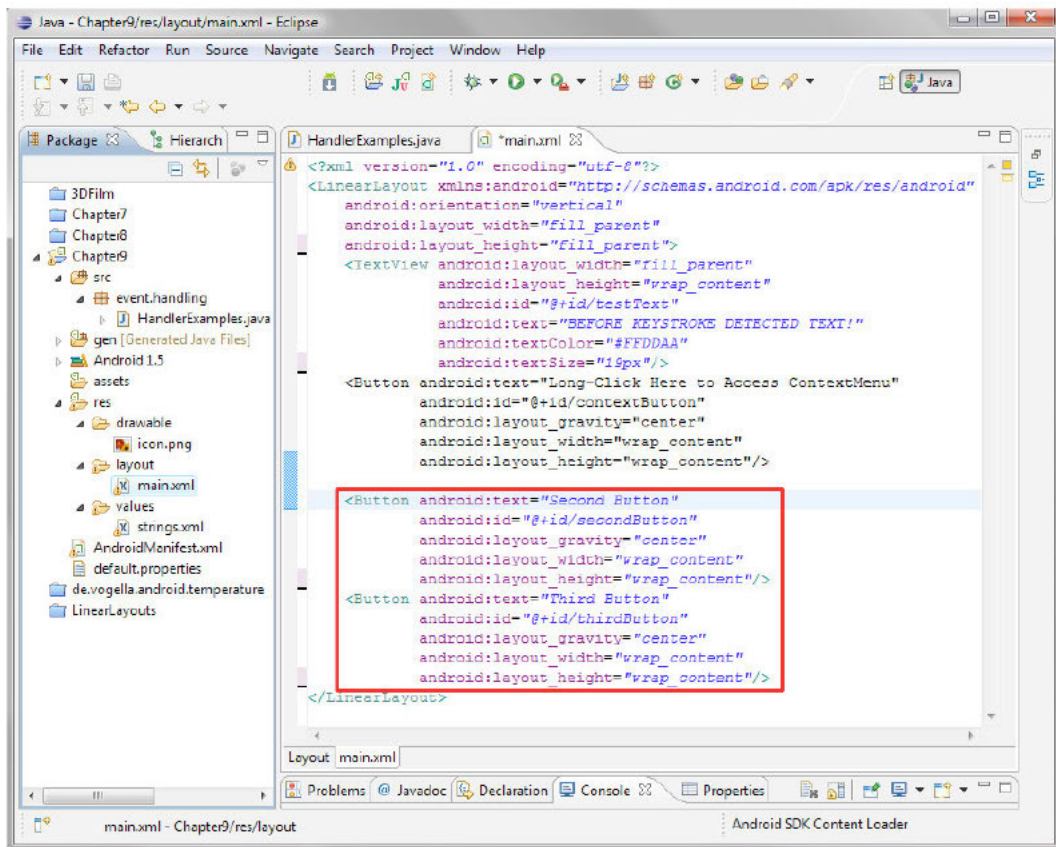 Java - Chapter9/res/layout/main.xml - Eclipse
File Edit Refactor Run Source Navigate Search Project Window Help
Java
Package
Hierarch
3DFilm
Chapter7
Chapter8
Chapter9
src
event.handling
HandlerExamples.java
gen [Generated Java Files]
Android 1.5
assets
res
drawable
icon.png
layout
main.xml
values
strings.xml
AndroidManifest.xml
default.properties
de.vogella.android.temperature
LinearLayouts
HandlerExamples.java
*main.xml
<?xml version="1.0" encoding="utf-8"?>
<LinearLayout xmlns:android="http://schemas.android.com/apk/res/android"
android:orientation="vertical"
android:layout_width="fill_parent"
android:layout_height="fill_parent">
<TextView android:layout_width="fill_parent"
android:layout_height="wrap_content"
android:id="@+id/testText"
android:text="BEFORE KEYSTROKE DETECTED TEXT!"
android:textColor="#FFDDAA"
android:textSize="19px"/>
<Button android:text="Long-Click Here to Access ContextMenu"
android:id="@+id/contextButton"
android:layout_gravity="center"
android:layout_width="wrap_content"
android:layout_height="wrap_content"/>
<Button android:text="Second Button"
android:id="@+id/secondButton"
android:layout_gravity="center"
android:layout_width="wrap_content"
android:layout_height="wrap_content"/>
<Button android:text="Third Button"
android:id="@+id/thirdButton"
android:layout_gravity="center"
android:layout_width="wrap_content"
android:layout_height="wrap_content"/>
</LinearLayout>
Layout main.xml
Problems @ Javadoc Declaration Console Properties
main.xml - Chapter9/res/layout
Android SDK Content Loader